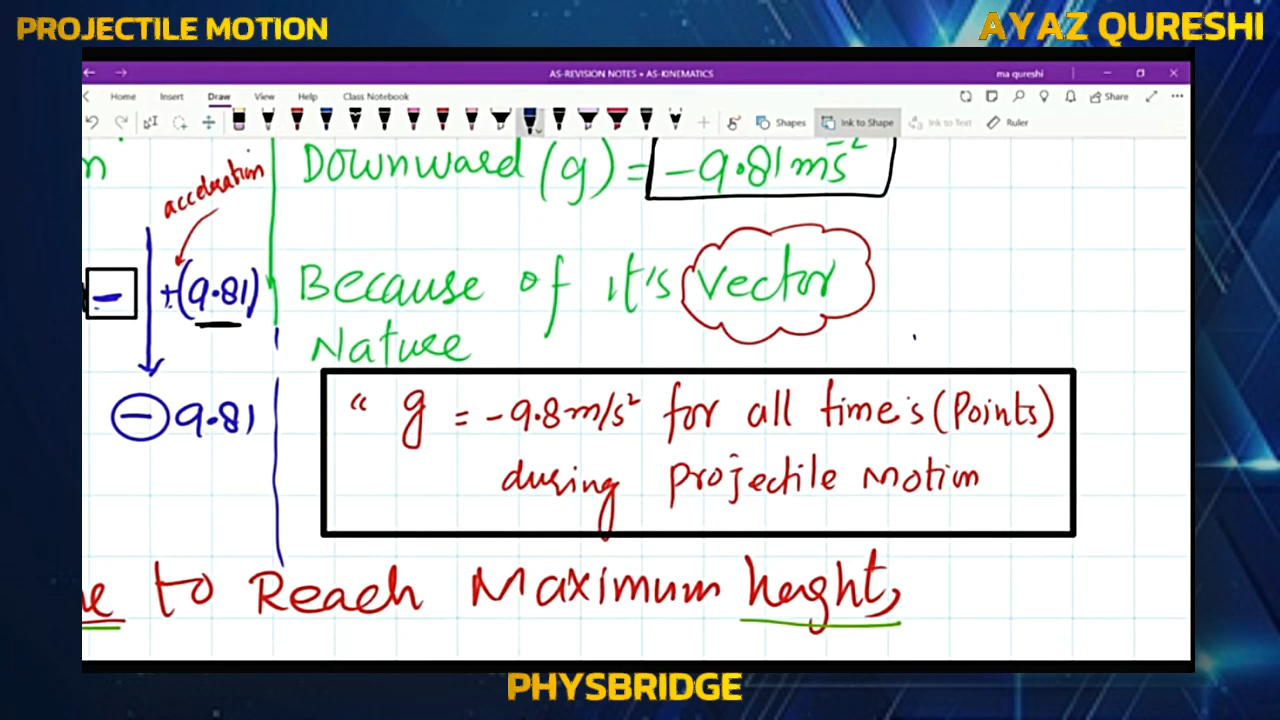 PROJECTILE MOTION
AYAZ QURESHI
AS-REVISION NOTES + AS-KINEMATICS
ma qureshi
Home Insert Draw View Help Class Notebook
Share
Shapes Ink to Shape Ink to Text Ruler
n
acceleration
Downward (g) = -9.81 ms⁻²
- +(9.81)
Because of it's Vector
Nature
- 9.81
“ g = -9.8 m/s² for all time's (Points)
during projectile Motion
to Reach Maximum height,
PHYSBRIDGE